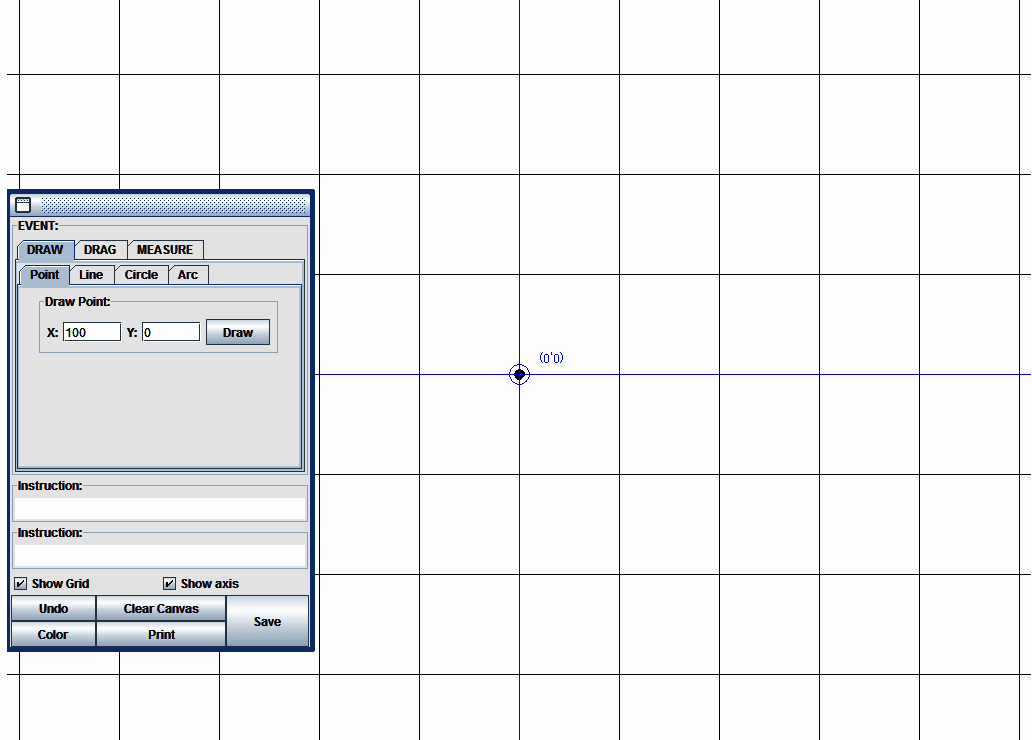 EVENT:
DRAW DRAG MEASURE
Point Line Circle Arc
Draw Point:
X: 100 Y: 0 Draw
(0'0)
Instruction:
Instruction:
Show Grid Show axis
Undo Clear Canvas Save
Color Print